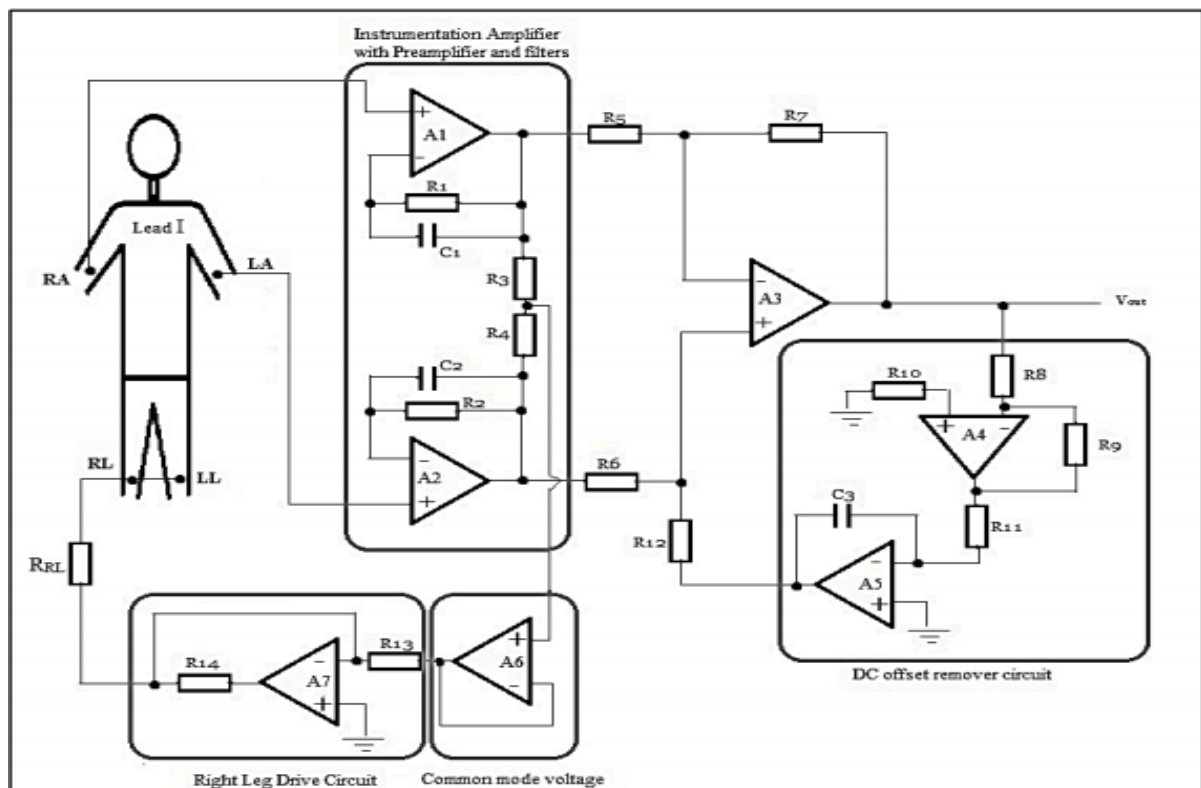 Instrumentation Amplifier
with Preamplifier and filters
+
A1
-
R5
R7
R1
C1
Lead I
RA
LA
R3
R4
-
A3
+
Vout
C2
R2
R8
R10
+
A4
-
R9
-
A2
+
R6
RL
LL
C3
R11
R12
-
A5
+
RRL
R13
+
A6
-
R14
-
A7
+
DC offset remover circuit
Right Leg Drive Circuit
Common mode voltage